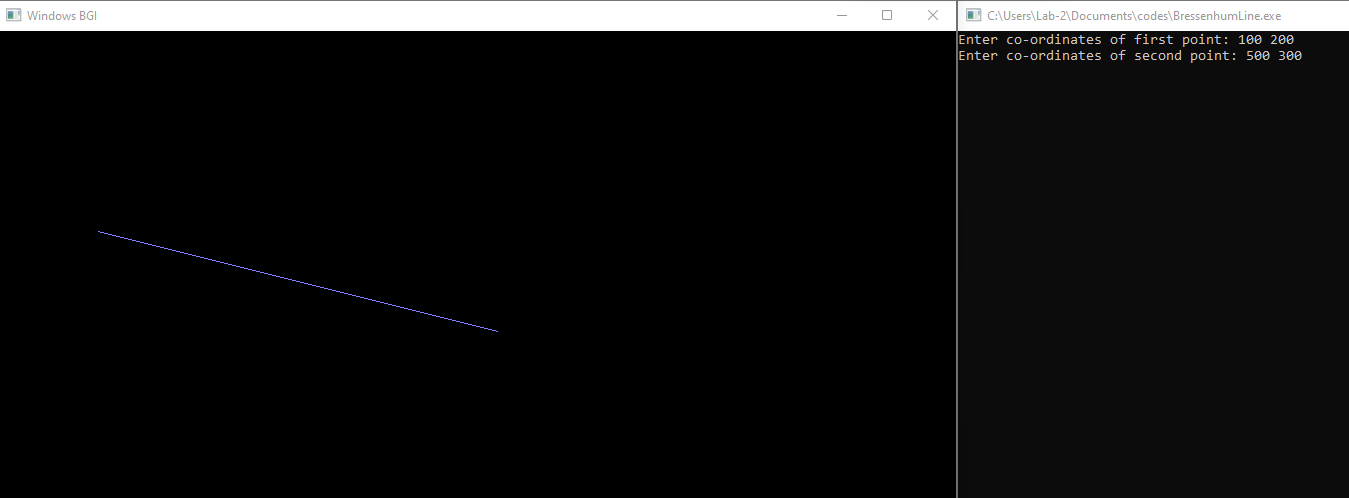 Windows BGI
C:\Users\Lab-2\Documents\codes\BressenhumLine.exe
Enter co-ordinates of first point: 100 200
Enter co-ordinates of second point: 500 300